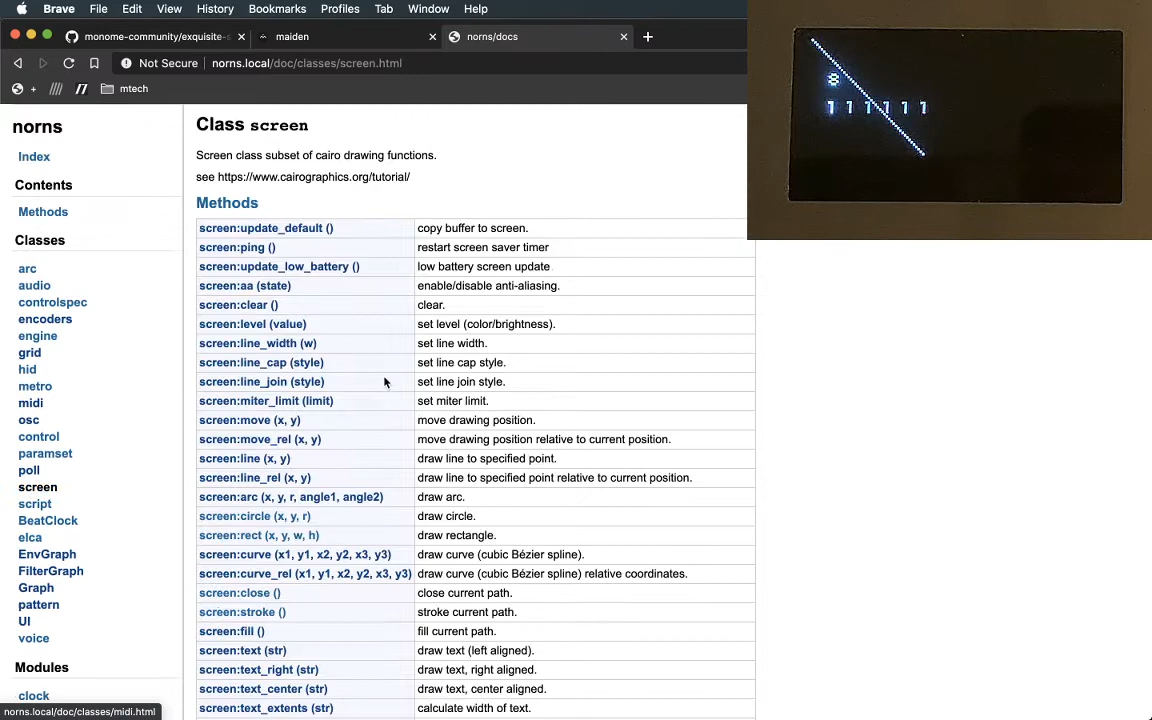 Brave File Edit View History Bookmarks Profiles Tab Window Help
monome-community/exquisite-
maiden
norns/docs
Not Secure norns.local/doc/classes/screen.html
mtech
norns
Index
Contents
Methods
Classes
arc
audio
controlspec
encoders
engine
grid
hid
metro
midi
osc
control
paramset
poll
screen
script
BeatClock
elca
EnvGraph
FilterGraph
Graph
pattern
UI
voice
Modules
clock
norns.local/doc/classes/midi.html
Class screen
Screen class subset of cairo drawing functions.
see https://www.cairographics.org/tutorial/
Methods
screen:update_default () copy buffer to screen.
screen:ping () restart screen saver timer
screen:update_low_battery () low battery screen update
screen:aa (state) enable/disable anti-aliasing.
screen:clear () clear.
screen:level (value) set level (color/brightness).
screen:line_width (w) set line width.
screen:line_cap (style) set line cap style.
screen:line_join (style) set line join style.
screen:miter_limit (limit) set miter limit.
screen:move (x, y) move drawing position.
screen:move_rel (x, y) move drawing position relative to current position.
screen:line (x, y) draw line to specified point.
screen:line_rel (x, y) draw line to specified point relative to current position.
screen:arc (x, y, r, angle1, angle2) draw arc.
screen:circle (x, y, r) draw circle.
screen:rect (x, y, w, h) draw rectangle.
screen:curve (x1, y1, x2, y2, x3, y3) draw curve (cubic Bézier spline).
screen:curve_rel (x1, y1, x2, y2, x3, y3) draw curve (cubic Bézier spline) relative coordinates.
screen:close () close current path.
screen:stroke () stroke current path.
screen:fill () fill current path.
screen:text (str) draw text (left aligned).
screen:text_right (str) draw text, right aligned.
screen:text_center (str) draw text, center aligned.
screen:text_extents (str) calculate width of text.
8
1 1 1 1 1 1